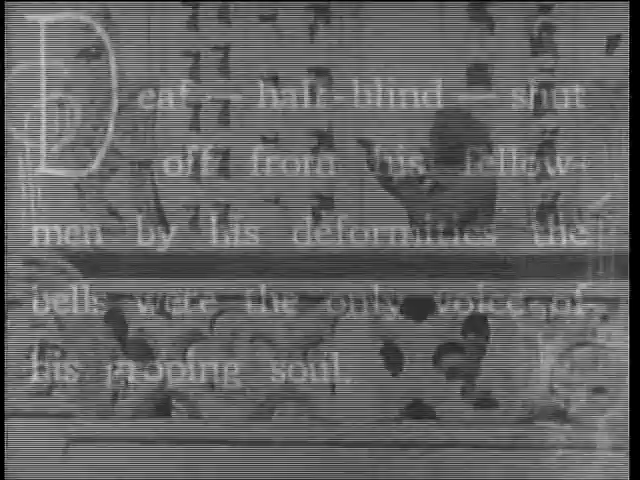 Deaf — half-blind — shut
off from his fellow-
men by his deformities the
bells were the only voice of
his groping soul.